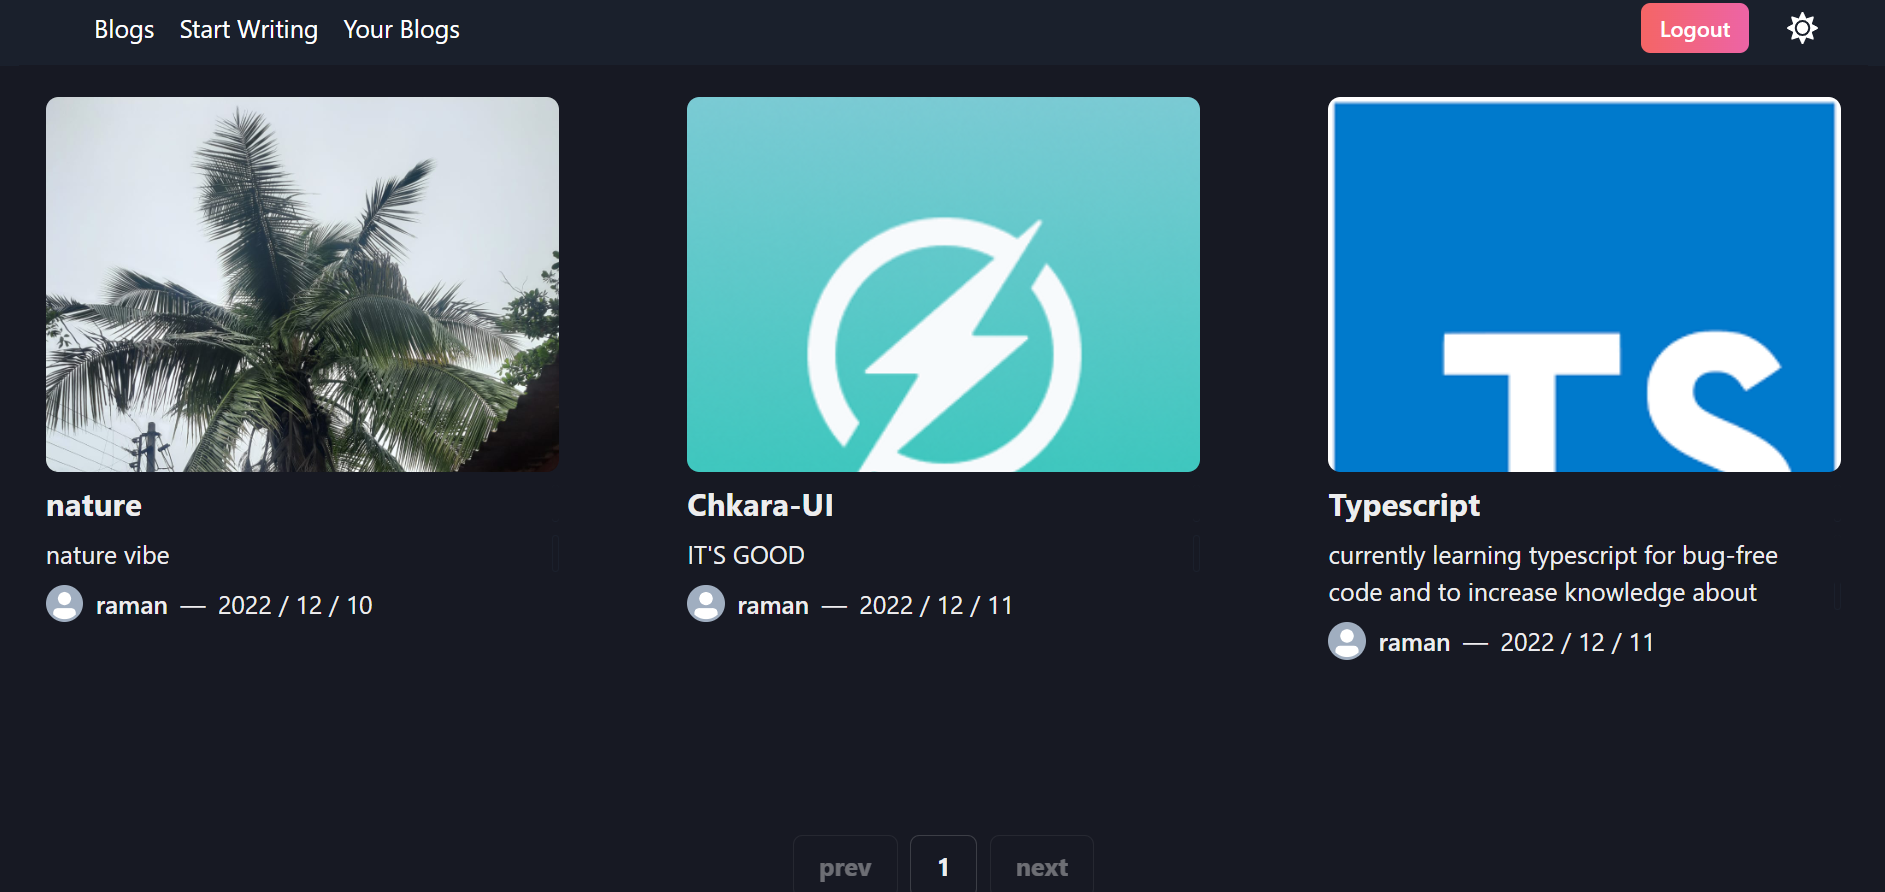 Blogs Start Writing Your Blogs Logout
TS
nature
nature vibe
raman — 2022 / 12 / 10
Chkara-UI
IT'S GOOD
raman — 2022 / 12 / 11
Typescript
currently learning typescript for bug-free
code and to increase knowledge about
raman — 2022 / 12 / 11
prev 1 next